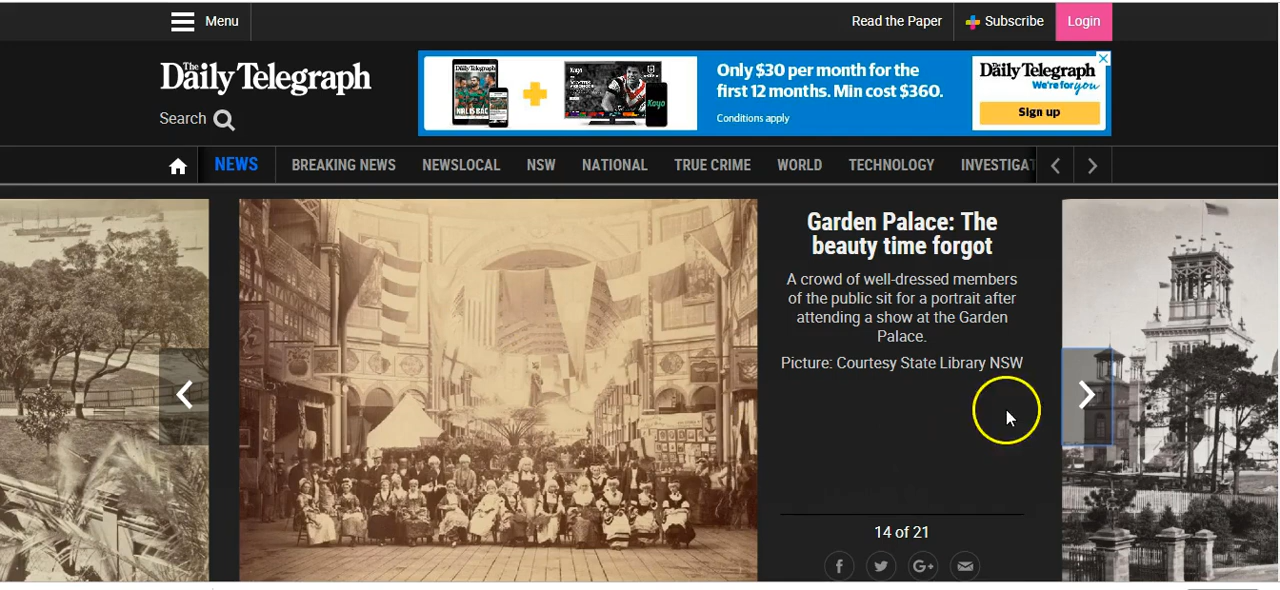 Menu
Read the Paper
Subscribe
Login
The Daily Telegraph
Search
Only $30 per month for the
first 12 months. Min cost $360.
Conditions apply
Daily Telegraph
We're for you
Sign up
NEWS
BREAKING NEWS
NEWSLOCAL
NSW
NATIONAL
TRUE CRIME
WORLD
TECHNOLOGY
INVESTIGAT
Garden Palace: The
beauty time forgot
A crowd of well-dressed members
of the public sit for a portrait after
attending a show at the Garden
Palace.
Picture: Courtesy State Library NSW
14 of 21